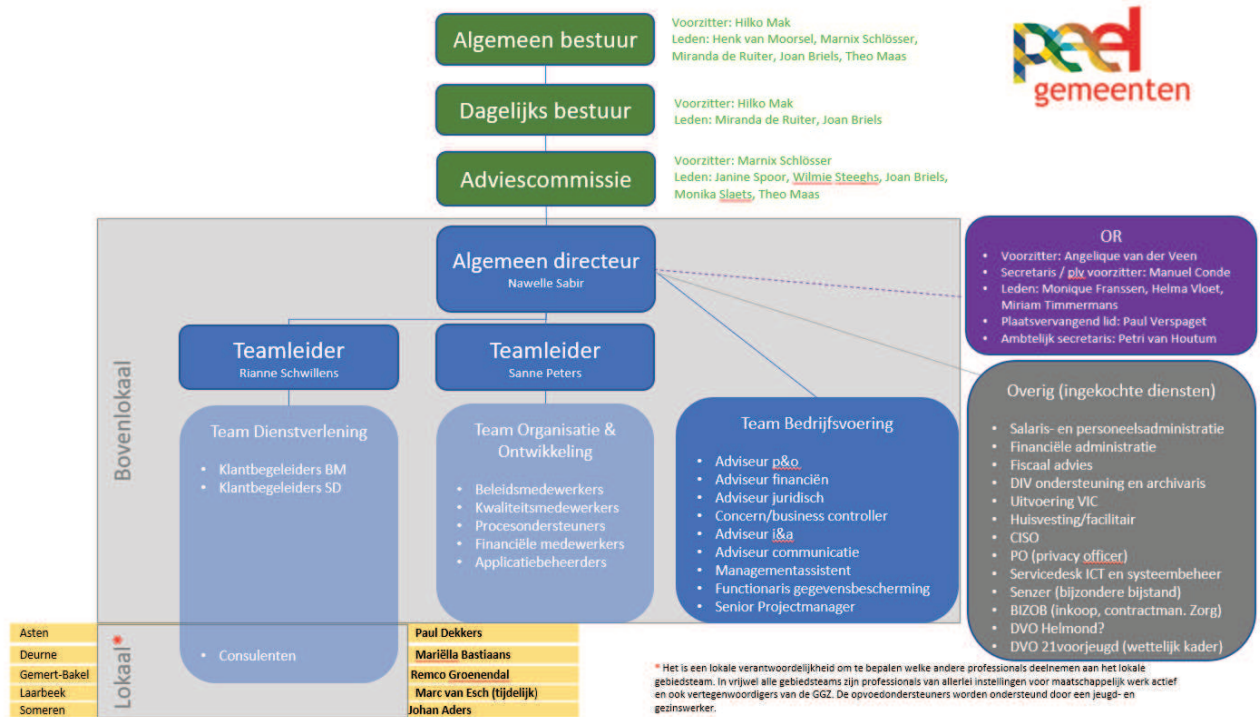 Algemeen bestuur
Voorzitter: Hilko Mak
Leden: Henk van Moorsel, Marnix Schlösser,
Miranda de Ruiter, Joan Briels, Theo Maas
peel
gemeenten
Dagelijks bestuur
Voorzitter: Hilko Mak
Leden: Miranda de Ruiter, Joan Briels
Adviescommissie
Voorzitter: Marnix Schlösser
Leden: Janine Spoor, Wilmie Steeghs, Joan Briels,
Monika Slaets, Theo Maas
Bovenlokaal
Algemeen directeur
Nawelle Sabir
OR
• Voorzitter: Angelique van der Veen
• Secretaris / plv voorzitter: Manuel Conde
• Leden: Monique Franssen, Helma Vloet,
Miriam Timmermans
• Plaatsvervangend lid: Paul Verspaget
• Ambtelijk secretaris: Petri van Houtum
Teamleider
Rianne Schwillens
Teamleider
Sanne Peters
Team Dienstverlening
• Klantbegeleiders BM
• Klantbegeleiders SD
Team Organisatie &
Ontwikkeling
• Beleidsmedewerkers
• Kwaliteitsmedewerkers
• Procesondersteuners
• Financiële medewerkers
• Applicatiebeheerders
Team Bedrijfsvoering
• Adviseur p&o
• Adviseur financiën
• Adviseur juridisch
• Concern/business controller
• Adviseur i&a
• Adviseur communicatie
• Managementassistent
• Functionaris gegevensbescherming
• Senior Projectmanager
Overig (ingekochte diensten)
• Salaris- en personeelsadministratie
• Financiële administratie
• Fiscaal advies
• DIV ondersteuning en archivaris
• Uitvoering VIC
• Huisvesting/facilitair
• CISO
• PO (privacy officer)
• Servicedesk ICT en systeembeheer
• Senzer (bijzondere bijstand)
• BIZOB (inkoop, contractman. Zorg)
• DVO Helmond?
• DVO 21voorjeugd (wettelijk kader)
Lokaal*
• Consulenten
Asten Paul Dekkers
Deurne Mariëlla Bastiaans
Gemert-Bakel Remco Groenendal
Laarbeek Marc van Esch (tijdelijk)
Someren Johan Aders
* Het is een lokale verantwoordelijkheid om te bepalen welke andere professionals deelnemen aan het lokale
gebiedsteam. In vrijwel alle gebiedsteams zijn professionals van allerlei instellingen voor maatschappelijk werk actief
en ook vertegenwoordigers van de GGZ. De opvoedondersteuners worden ondersteund door een jeugd- en
gezinswerker.